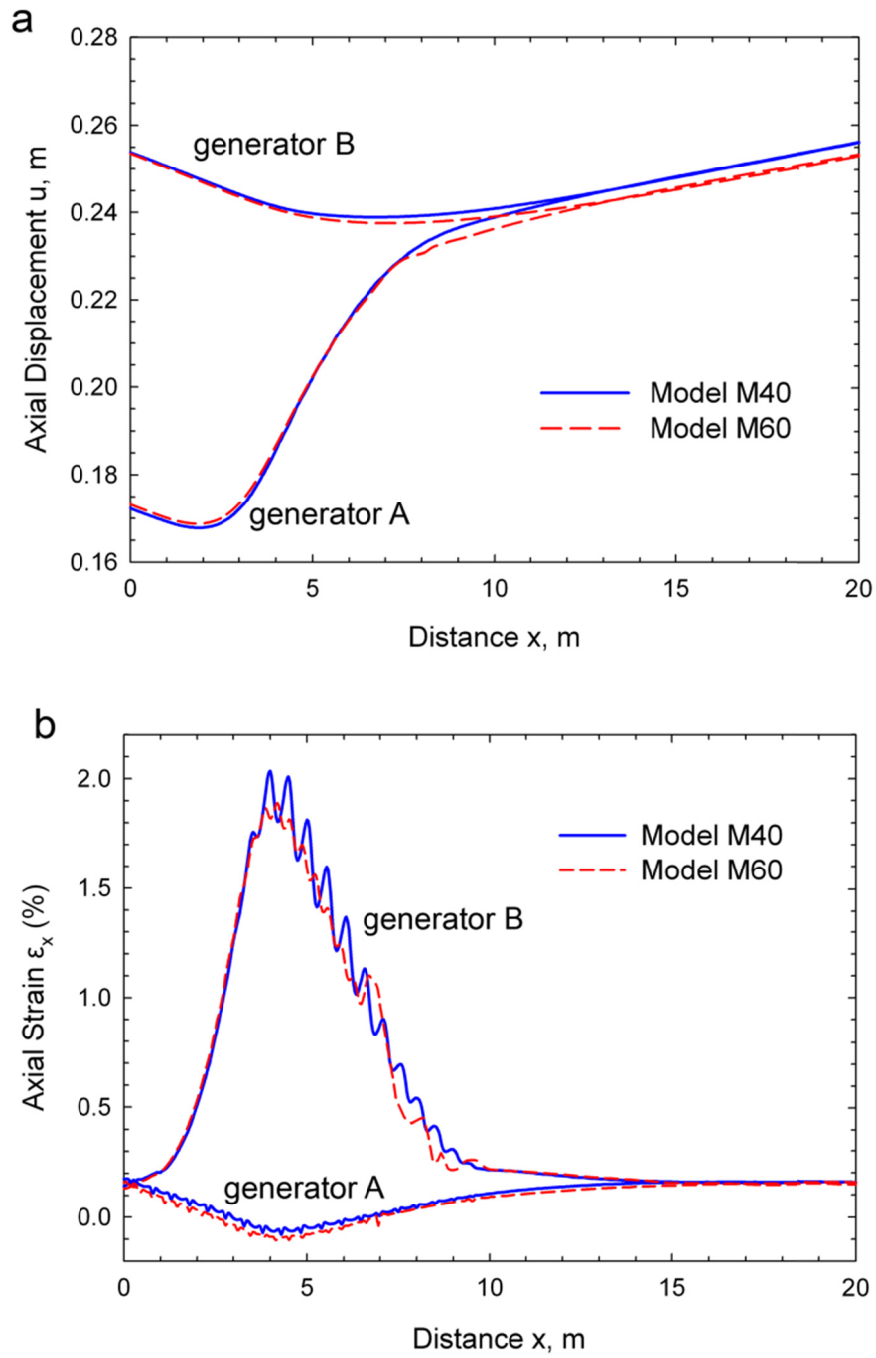 a
0.28
0.26
0.24
0.22
0.20
0.18
0.16
Axial Displacement u, m
generator B
Model M40
Model M60
generator A
0
5
10
15
20
Distance x, m
b
2.0
1.5
1.0
0.5
0.0
Axial Strain εx (%)
Model M40
Model M60
generator B
generator A
0
5
10
15
20
Distance x, m